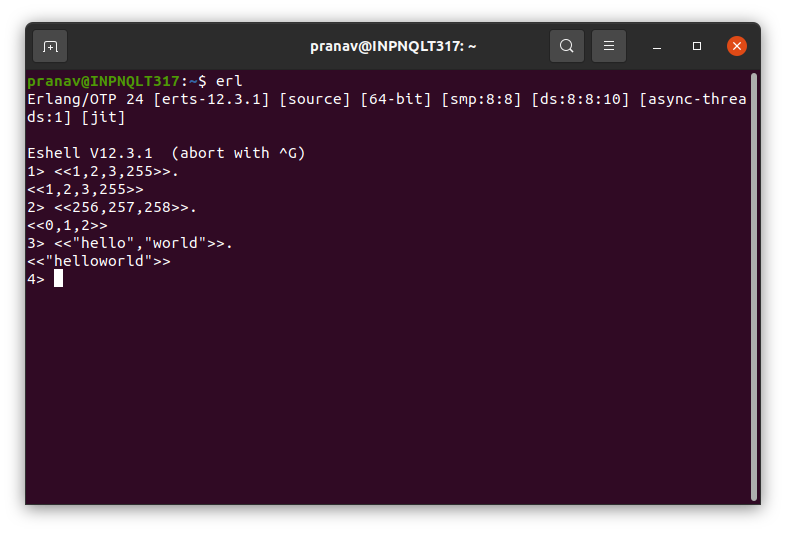 pranav@INPNQLT317: ~
pranav@INPNQLT317:~$ erl
Erlang/OTP 24 [erts-12.3.1] [source] [64-bit] [smp:8:8] [ds:8:8:10] [async-threa
ds:1] [jit]
Eshell V12.3.1  (abort with ^G)
1> <<1,2,3,255>>.
<<1,2,3,255>>
2> <<256,257,258>>.
<<0,1,2>>
3> <<"hello","world">>.
<<"helloworld">>
4>